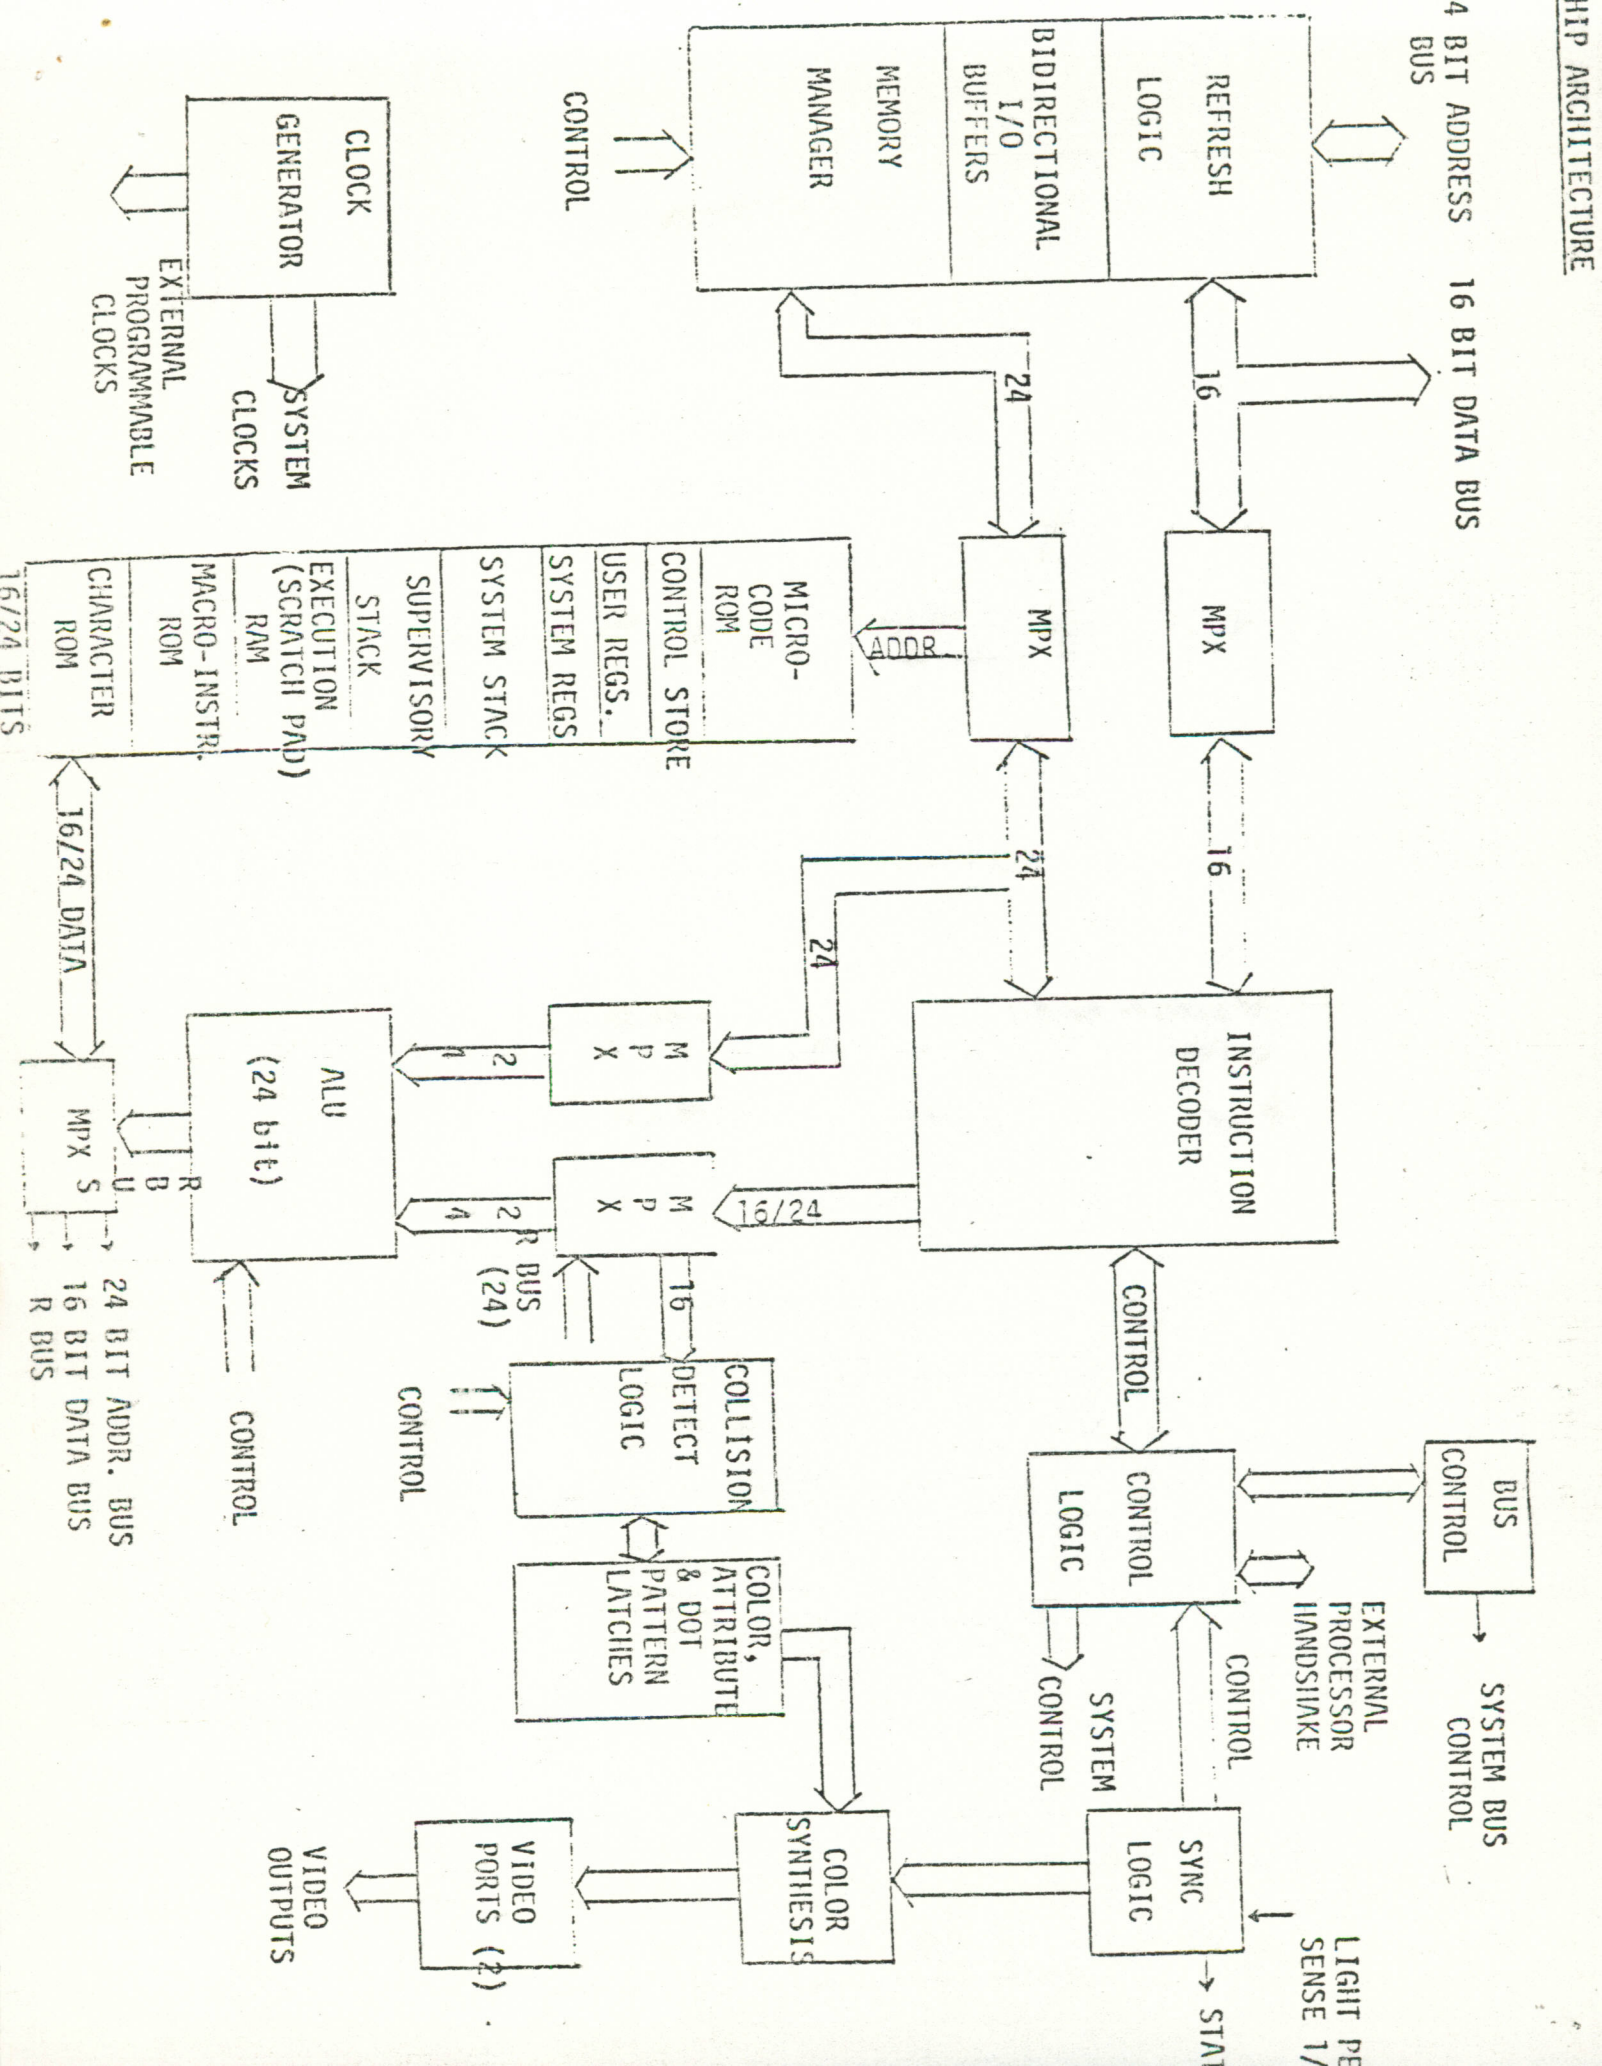 HIP ARCHITECTURE
4 BIT ADDRESS
BUS
16 BIT DATA BUS
REFRESH
LOGIC
BIDIRECTIONAL
I/O
BUFFERS
MEMORY
MANAGER
CONTROL
CLOCK
GENERATOR
EXTERNAL
PROGRAMMABLE
CLOCKS
SYSTEM
CLOCKS
16
24
MPX
MPX
ADDR
MICRO-
CODE
ROM
CONTROL STORE
USER REGS.
SYSTEM REGS
SYSTEM STACK
SUPERVISORY
STACK
EXECUTION
(SCRATCH PAD)
RAM
MACRO-INSTR.
ROM
CHARACTER
ROM
16/24 BITS
16
24
24
16/24 DATA
INSTRUCTION
DECODER
M
P
X
M
P
X
16/24
24
24
ALU
(24 bit)
MPX
R BUS
24 BIT ADDR. BUS
16 BIT DATA BUS
R BUS
CONTROL
R BUS
(24)
16
CONTROL
COLLISION
DETECT
LOGIC
CONTROL
COLOR,
ATTRIBUTE
& DOT
PATTERN
LATCHES
BUS
CONTROL
SYSTEM BUS
CONTROL
CONTROL
LOGIC
EXTERNAL
PROCESSOR
HANDSHAKE
CONTROL
SYSTEM
CONTROL
SYNC
LOGIC
LIGHT PE
SENSE 1/
STAT
COLOR
SYNTHESIS
VIDEO
PORTS (2)
VIDEO
OUTPUTS